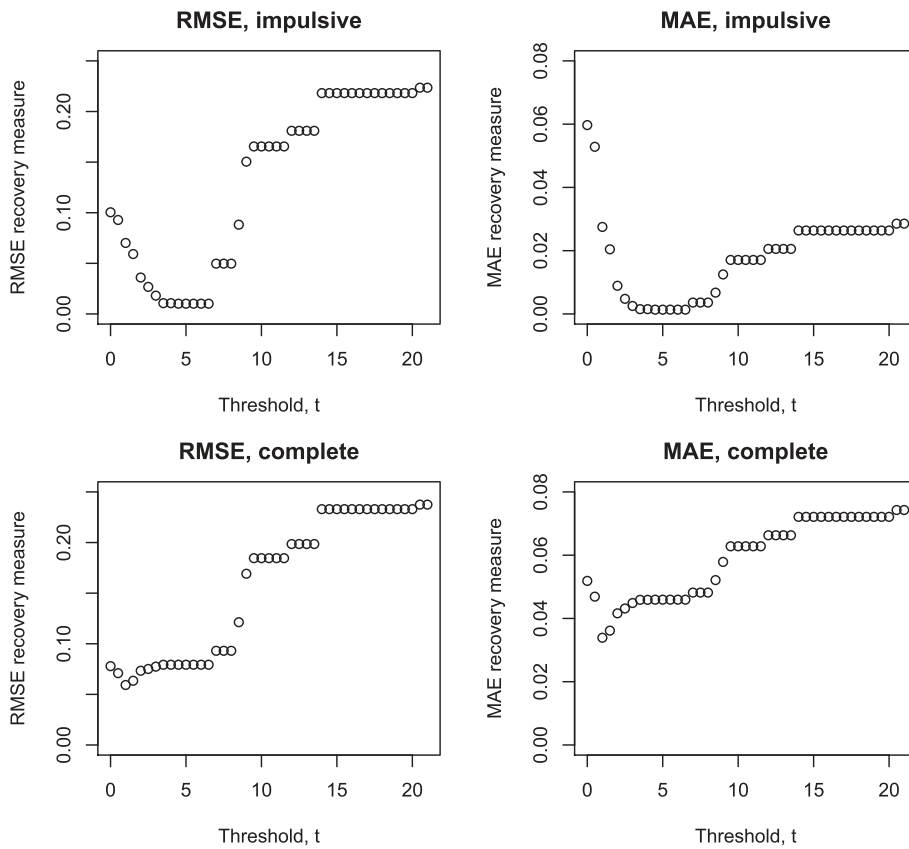 RMSE, impulsive
RMSE recovery measure
0.20
0.10
0.00
0 5 10 15 20
Threshold, t
MAE, impulsive
MAE recovery measure
0.08
0.06
0.04
0.02
0.00
0 5 10 15 20
Threshold, t
RMSE, complete
RMSE recovery measure
0.20
0.10
0.00
0 5 10 15 20
Threshold, t
MAE, complete
MAE recovery measure
0.08
0.06
0.04
0.02
0.00
0 5 10 15 20
Threshold, t